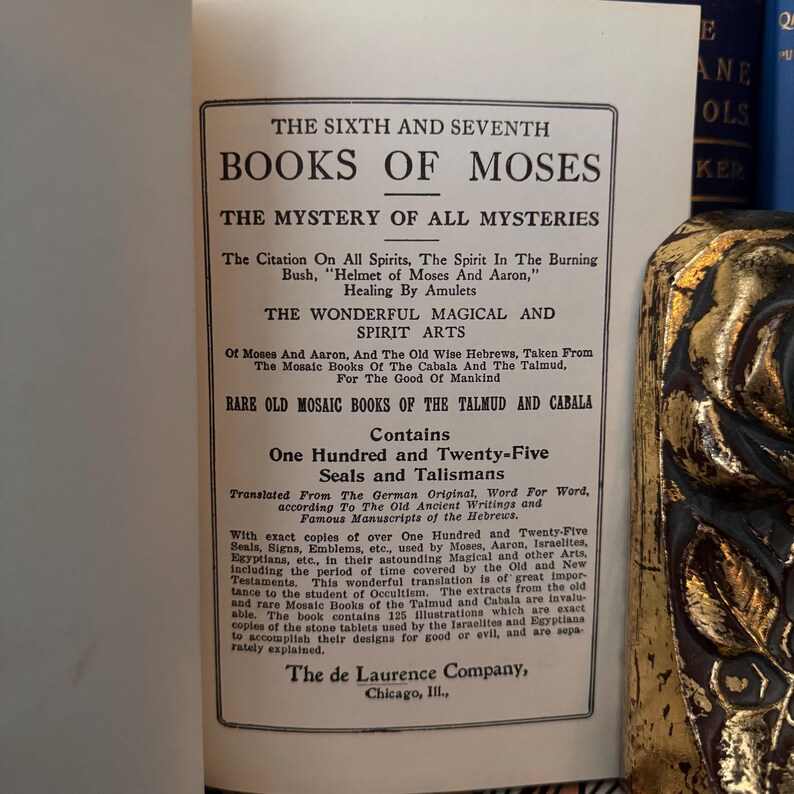 THE SIXTH AND SEVENTH
BOOKS OF MOSES
THE MYSTERY OF ALL MYSTERIES
The Citation On All Spirits, The Spirit In The Burning
Bush, "Helmet of Moses And Aaron,"
Healing By Amulets
THE WONDERFUL MAGICAL AND
SPIRIT ARTS
Of Moses And Aaron, And The Old Wise Hebrews, Taken From
The Mosaic Books Of The Cabala And The Talmud,
For The Good Of Mankind
RARE OLD MOSAIC BOOKS OF THE TALMUD AND CABALA
Contains
One Hundred and Twenty=Five
Seals and Talismans
Translated From The German Original, Word For Word,
according To The Old Ancient Writings and
Famous Manuscripts of the Hebrews.
With exact copies of over One Hundred and Twenty-Five
Seals, Signs, Emblems, etc., used by Moses, Aaron, Israelites,
Egyptians, etc., in their astounding Magical and other Arts,
including the period of time covered by the Old and New
Testaments. This wonderful translation is of great impor-
tance to the student of Occultism. The extracts from the old
and rare Mosaic Books of the Talmud and Cabala are invalu-
able. The book contains 125 illustrations which are exact
copies of the stone tablets used by the Israelites and Egyptians
to accomplish their designs for good or evil, and are sepa-
rately explained.
The de Laurence Company,
Chicago, Ill.,